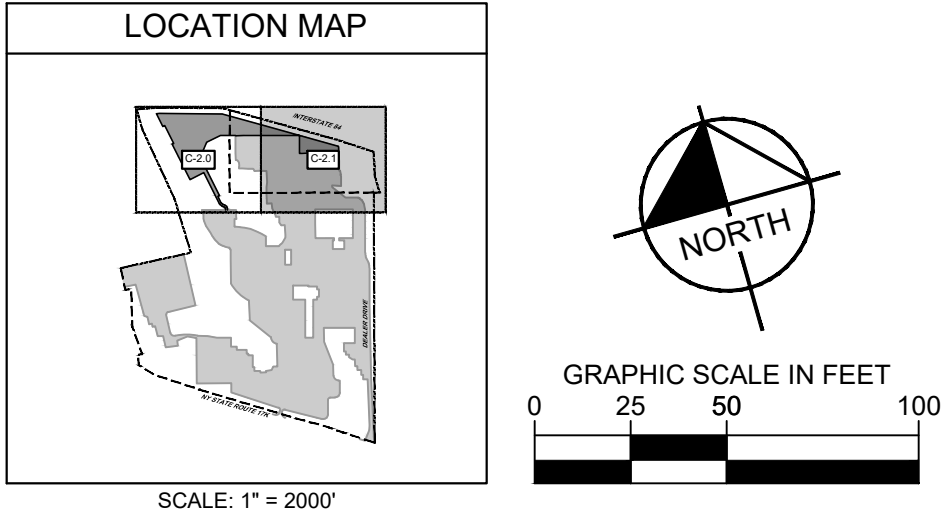 LOCATION MAP
INTERSTATE 84
C-2.0
C-2.1
DEALER DRIVE
NY STATE ROUTE 17K
SCALE: 1" = 2000'
NORTH
GRAPHIC SCALE IN FEET
0 25 50 100